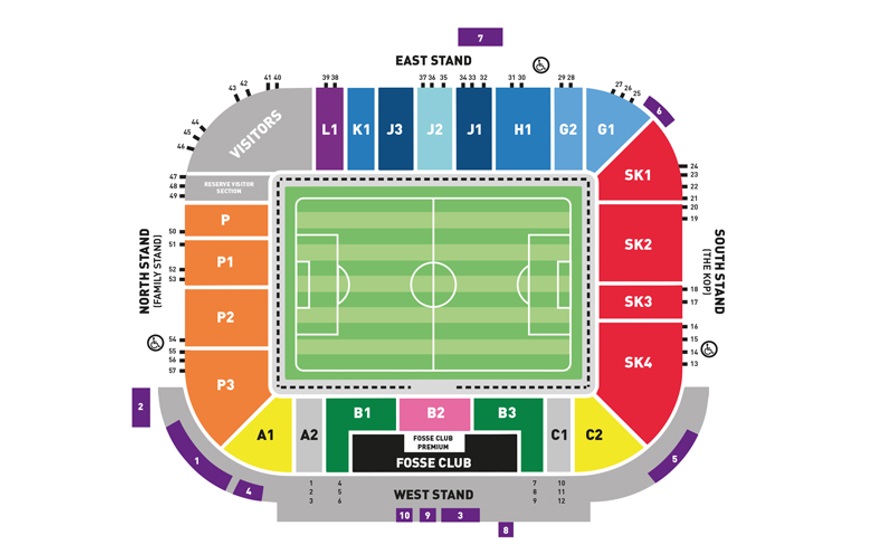 7
EAST STAND
39 38
37 36 35
34 33 32
31 30
29 28
41 40
42
43
27
26
25
6
44
45
46
VISITORS
L1
K1
J3
J2
J1
H1
G2
G1
47
48
49
RESERVE VISITOR
SECTION
SK1
24
23
22
21
20
19
P
50
51
P1
52
53
SK2
NORTH STAND
(FAMILY STAND)
SOUTH STAND
(THE KOP)
P2
SK3
18
17
54
55
56
57
P3
SK4
16
15
14
13
2
A1
A2
B1
B2
B3
C1
C2
FOSSE CLUB
PREMIUM
FOSSE CLUB
1
4
5
1
2
3
4
5
6
WEST STAND
7
8
9
10
11
12
10
9
3
8